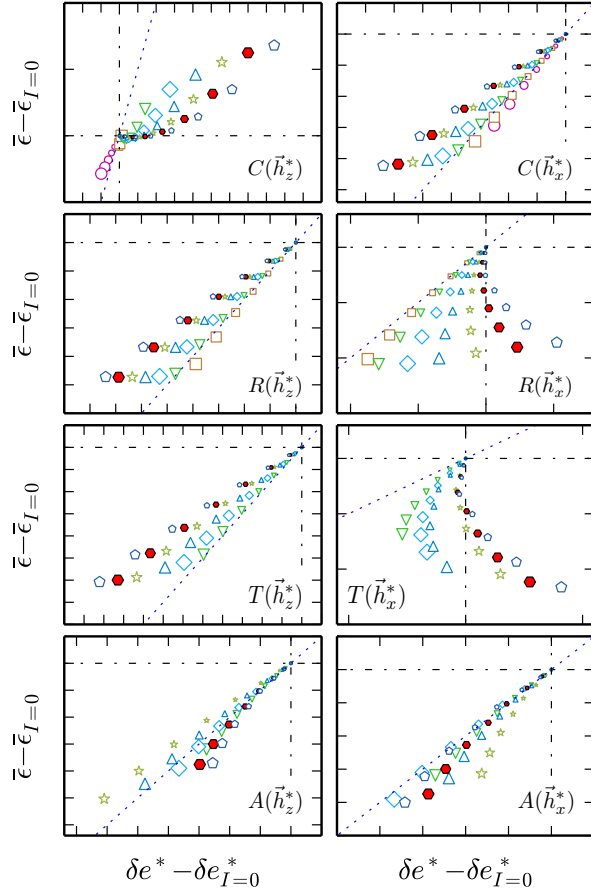 ϵ̄−ϵ̄_{I=0}
C(h⃗*_z)
C(h⃗*_x)
ϵ̄−ϵ̄_{I=0}
R(h⃗*_z)
R(h⃗*_x)
ϵ̄−ϵ̄_{I=0}
T(h⃗*_z)
T(h⃗*_x)
ϵ̄−ϵ̄_{I=0}
A(h⃗*_z)
A(h⃗*_x)
δe* −δe*_{I=0}
δe* −δe*_{I=0}